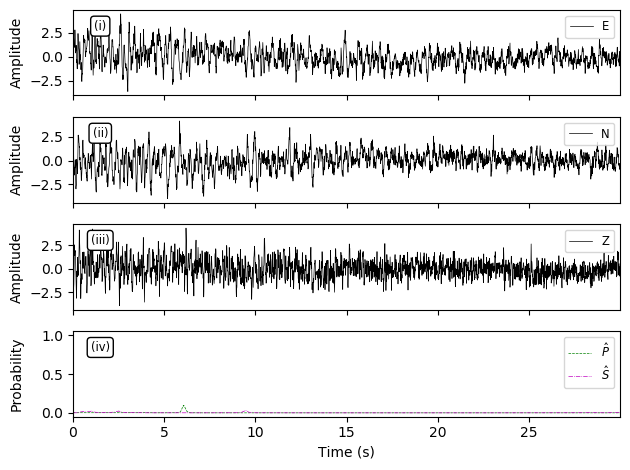 (i)
E
Amplitude
2.5
0.0
−2.5
(ii)
N
Amplitude
2.5
0.0
−2.5
(iii)
Z
Amplitude
2.5
0.0
−2.5
(iv)
P̂
Ŝ
Probability
1.0
0.5
0.0
0 5 10 15 20 25
Time (s)